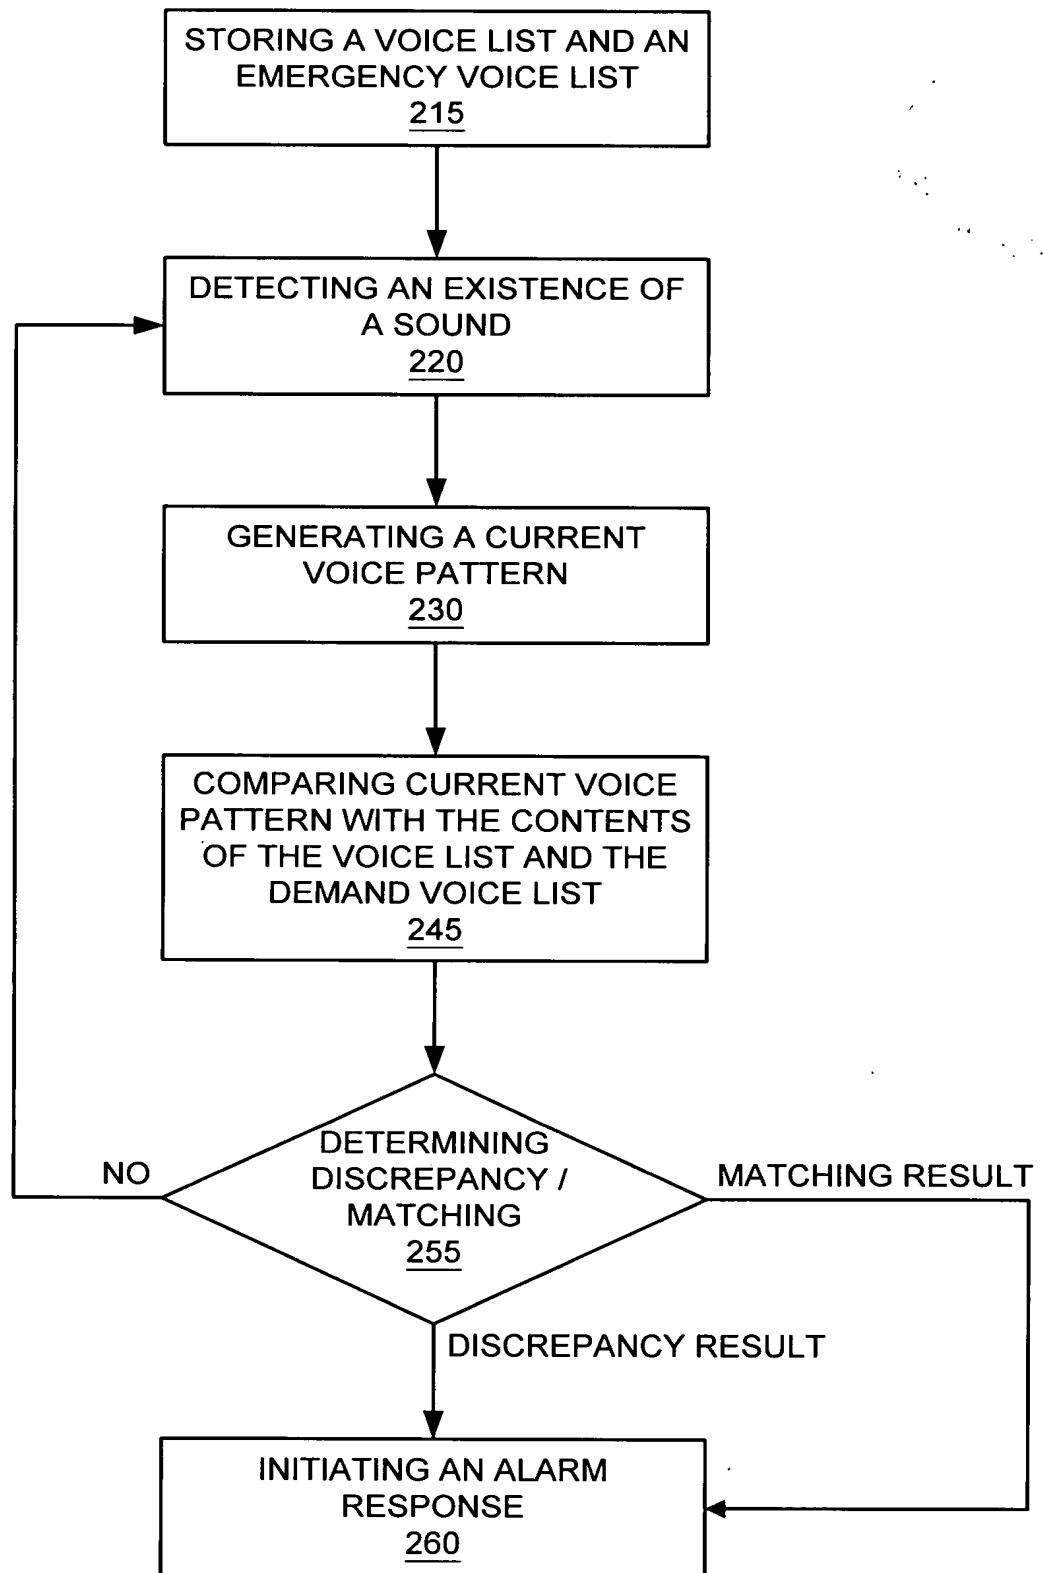 STORING A VOICE LIST AND AN
EMERGENCY VOICE LIST
215
DETECTING AN EXISTENCE OF
A SOUND
220
GENERATING A CURRENT
VOICE PATTERN
230
COMPARING CURRENT VOICE
PATTERN WITH THE CONTENTS
OF THE VOICE LIST AND THE
DEMAND VOICE LIST
245
DETERMINING
DISCREPANCY /
MATCHING
255
NO
MATCHING RESULT
DISCREPANCY RESULT
INITIATING AN ALARM
RESPONSE
260